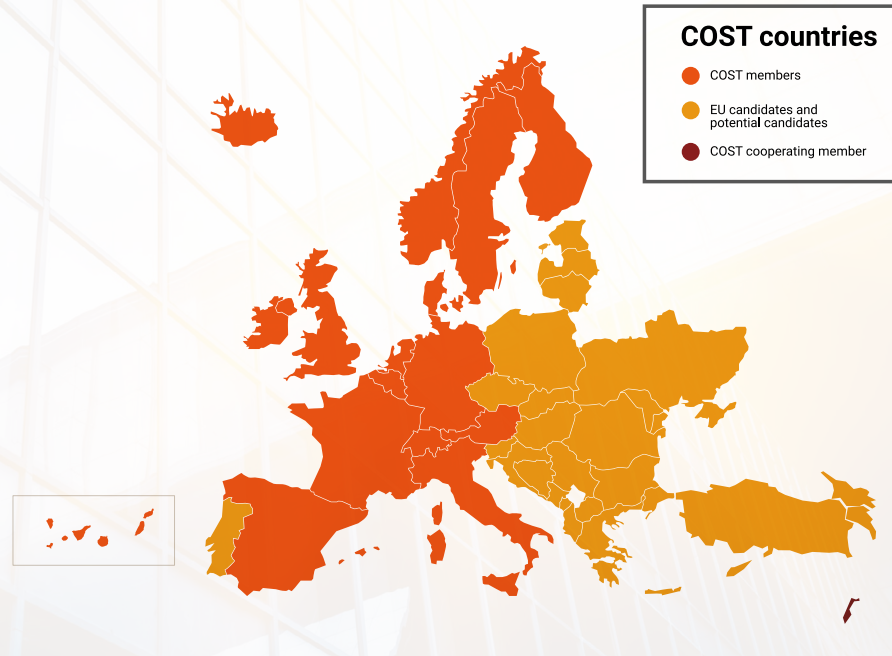 COST countries
COST members
EU candidates and
potential candidates
COST cooperating member